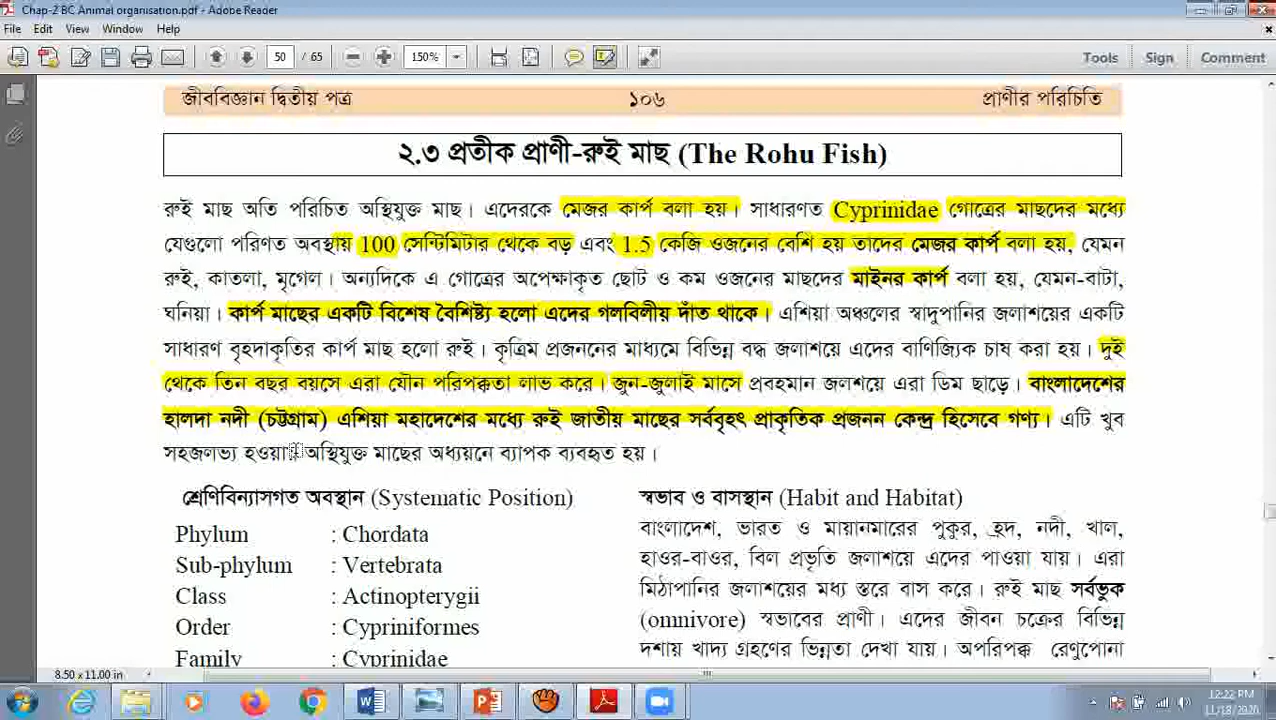 Chap-2 BC Animal organisation.pdf - Adobe Reader
File Edit View Window Help
50 / 65 150% Tools Sign Comment
জীববিজ্ঞান দ্বিতীয় পত্র ১০৬ প্রাণীর পরিচিতি
২.৩ প্রতীক প্রাণী-রুই মাছ (The Rohu Fish)
রুই মাছ অতি পরিচিত অস্থিযুক্ত মাছ। এদেরকে মেজর কার্প বলা হয়। সাধারণত Cyprinidae গোত্রের মাছদের মধ্যে
যেগুলো পরিণত অবস্থায় 100 সেন্টিমিটার থেকে বড় এবং 1.5 কেজি ওজনের বেশি হয় তাদের মেজর কার্প বলা হয়, যেমন
রুই, কাতলা, মৃগেল। অন্যদিকে এ গোত্রের অপেক্ষাকৃত ছোট ও কম ওজনের মাছদের মাইনর কার্প বলা হয়, যেমন-বাটা,
ঘনিয়া। কার্প মাছের একটি বিশেষ বৈশিষ্ট্য হলো এদের গলবিলীয় দাঁত থাকে। এশিয়া অঞ্চলের স্বাদুপানির জলাশয়ের একটি
সাধারণ বৃহদাকৃতির কার্প মাছ হলো রুই। কৃত্রিম প্রজননের মাধ্যমে বিভিন্ন বদ্ধ জলাশয়ে এদের বাণিজ্যিক চাষ করা হয়। দুই
থেকে তিন বছর বয়সে এরা যৌন পরিপক্কতা লাভ করে। জুন-জুলাই মাসে প্রবহমান জলশয়ে এরা ডিম ছাড়ে। বাংলাদেশের
হালদা নদী (চট্টগ্রাম) এশিয়া মহাদেশের মধ্যে রুই জাতীয় মাছের সর্ববৃহৎ প্রাকৃতিক প্রজনন কেন্দ্র হিসেবে গণ্য। এটি খুব
সহজলভ্য হওয়ায় অস্থিযুক্ত মাছের অধ্যয়নে ব্যাপক ব্যবহৃত হয়।
শ্রেণিবিন্যাসগত অবস্থান (Systematic Position)
Phylum : Chordata
Sub-phylum : Vertebrata
Class : Actinopterygii
Order : Cypriniformes
Family : Cyprinidae
স্বভাব ও বাসস্থান (Habit and Habitat)
বাংলাদেশ, ভারত ও মায়ানমারের পুকুর, হ্রদ, নদী, খাল,
হাওর-বাওর, বিল প্রভৃতি জলাশয়ে এদের পাওয়া যায়। এরা
মিঠাপানির জলাশয়ের মধ্য স্তরে বাস করে। রুই মাছ সর্বভুক
(omnivore) স্বভাবের প্রাণী। এদের জীবন চক্রের বিভিন্ন
দশায় খাদ্য গ্রহণের ভিন্নতা দেখা যায়। অপরিপক্ক রেণুপোনা
8.50 x 11.00 in
12:22 PM
11/18/2020